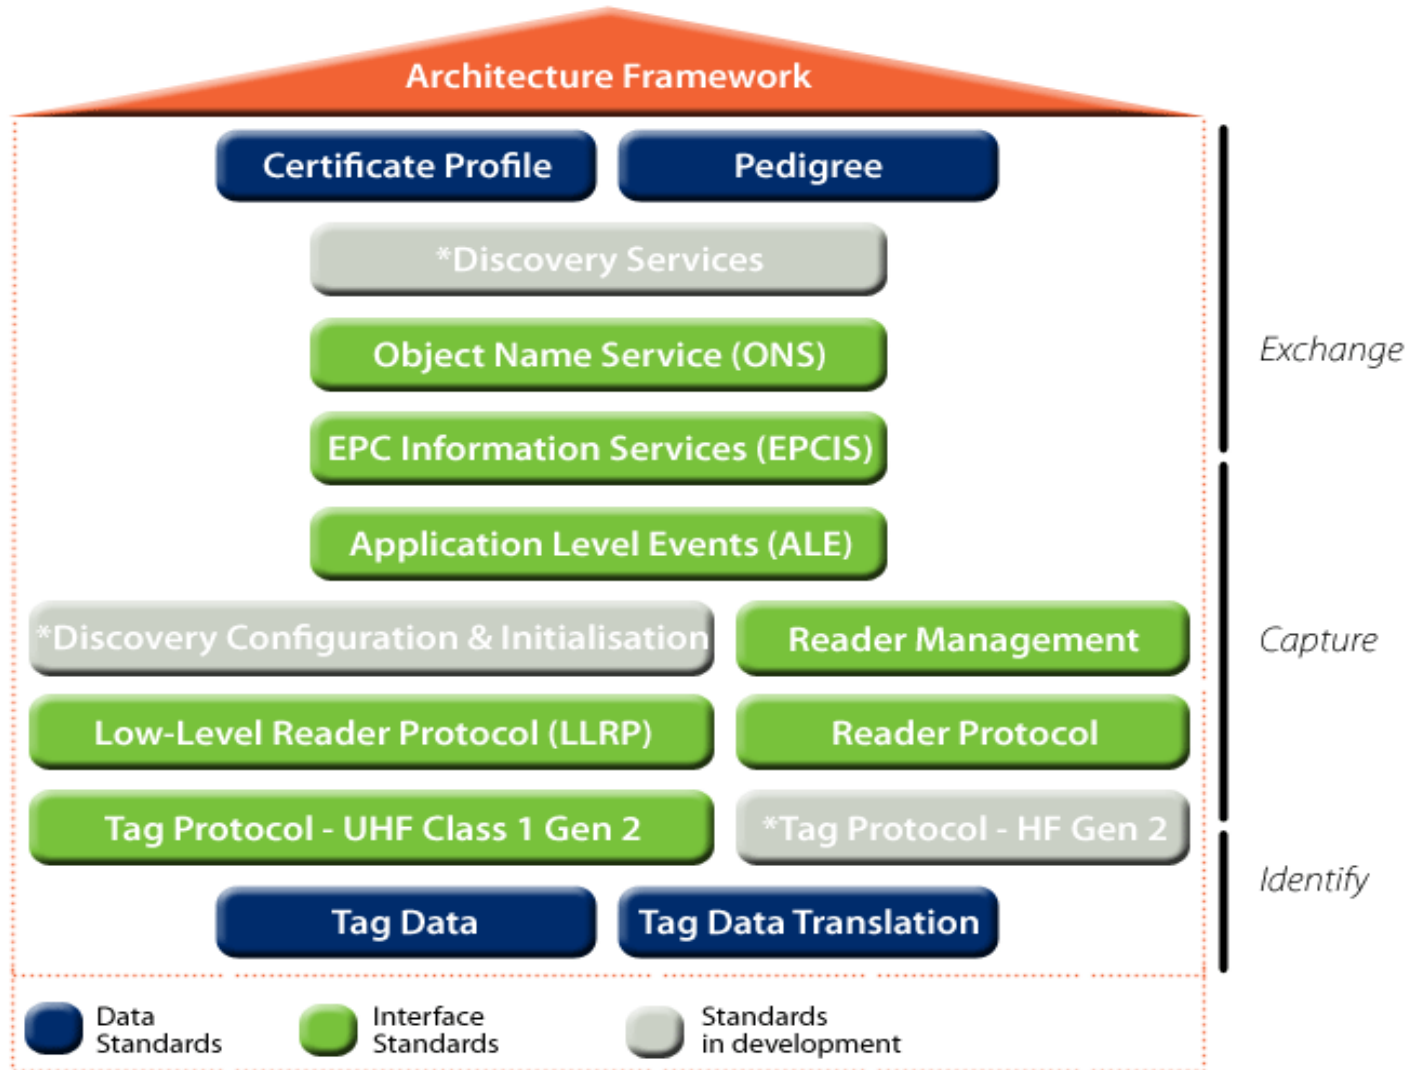 Architecture Framework
Certificate Profile
Pedigree
*Discovery Services
Object Name Service (ONS)
Exchange
EPC Information Services (EPCIS)
Application Level Events (ALE)
*Discovery Configuration & Initialisation
Reader Management
Capture
Low-Level Reader Protocol (LLRP)
Reader Protocol
Tag Protocol - UHF Class 1 Gen 2
*Tag Protocol - HF Gen 2
Identify
Tag Data
Tag Data Translation
Data
Standards
Interface
Standards
Standards
in development